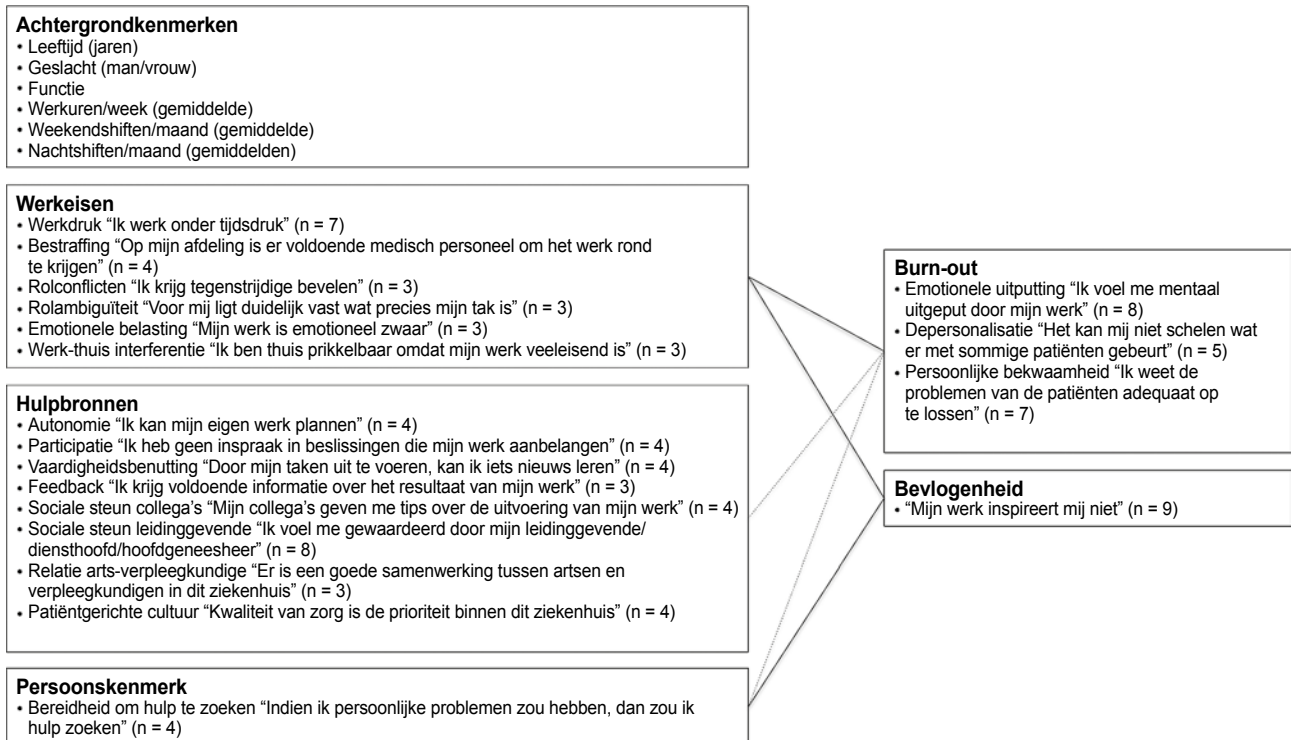 Achtergrondkenmerken
• Leeftijd (jaren)
• Geslacht (man/vrouw)
• Functie
• Werkuren/week (gemiddelde)
• Weekendshiften/maand (gemiddelde)
• Nachtshiften/maand (gemiddelden)
Werkeisen
• Werkdruk “Ik werk onder tijdsdruk” (n = 7)
• Bestraffing “Op mijn afdeling is er voldoende medisch personeel om het werk rond
te krijgen” (n = 4)
• Rolconflicten “Ik krijg tegenstrijdige bevelen” (n = 3)
• Rolambiguïteit “Voor mij ligt duidelijk vast wat precies mijn tak is” (n = 3)
• Emotionele belasting “Mijn werk is emotioneel zwaar” (n = 3)
• Werk-thuis interferentie “Ik ben thuis prikkelbaar omdat mijn werk veeleisend is” (n = 3)
Hulpbronnen
• Autonomie “Ik kan mijn eigen werk plannen” (n = 4)
• Participatie “Ik heb geen inspraak in beslissingen die mijn werk aanbelangen” (n = 4)
• Vaardigheidsbenutting “Door mijn taken uit te voeren, kan ik iets nieuws leren” (n = 4)
• Feedback “Ik krijg voldoende informatie over het resultaat van mijn werk” (n = 3)
• Sociale steun collega’s “Mijn collega’s geven me tips over de uitvoering van mijn werk” (n = 4)
• Sociale steun leidinggevende “Ik voel me gewaardeerd door mijn leidinggevende/
diensthoofd/hoofdgeneesheer” (n = 8)
• Relatie arts-verpleegkundige “Er is een goede samenwerking tussen artsen en
verpleegkundigen in dit ziekenhuis” (n = 3)
• Patiëntgerichte cultuur “Kwaliteit van zorg is de prioriteit binnen dit ziekenhuis” (n = 4)
Persoonskenmerk
• Bereidheid om hulp te zoeken “Indien ik persoonlijke problemen zou hebben, dan zou ik
hulp zoeken” (n = 4)
Burn-out
• Emotionele uitputting “Ik voel me mentaal
uitgeput door mijn werk” (n = 8)
• Depersonalisatie “Het kan mij niet schelen wat
er met sommige patiënten gebeurt” (n = 5)
• Persoonlijke bekwaamheid “Ik weet de
problemen van de patiënten adequaat op
te lossen” (n = 7)
Bevlogenheid
• “Mijn werk inspireert mij niet” (n = 9)